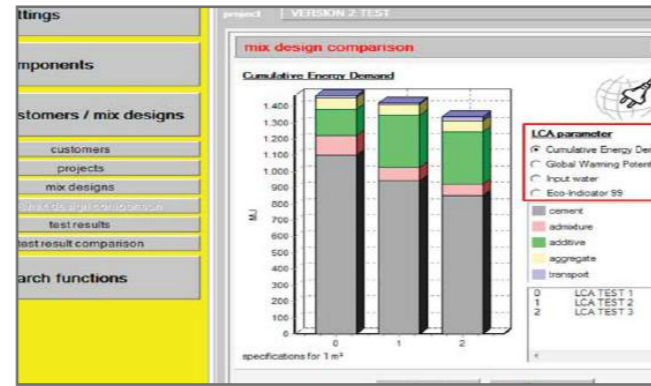 ttings
project VERSION 2 TEST
mponents
stomers / mix designs
customers
projects
mix designs
mix design comparison
test results
test result comparison
arch functions
mix design comparison
Cumulative Energy Demand
1.400
1.300
1.200
1.100
1.000
900
800
700
600
500
400
300
200
100
0
MJ
0 1 2
specifications for 1 m³
LCA parameter
Cumulative Energy Der
Global Warming Potent
Input water
Eco-Indicator 99
cement
admixture
additive
aggregate
transport
0 LCA TEST 1
1 LCA TEST 2
2 LCA TEST 3